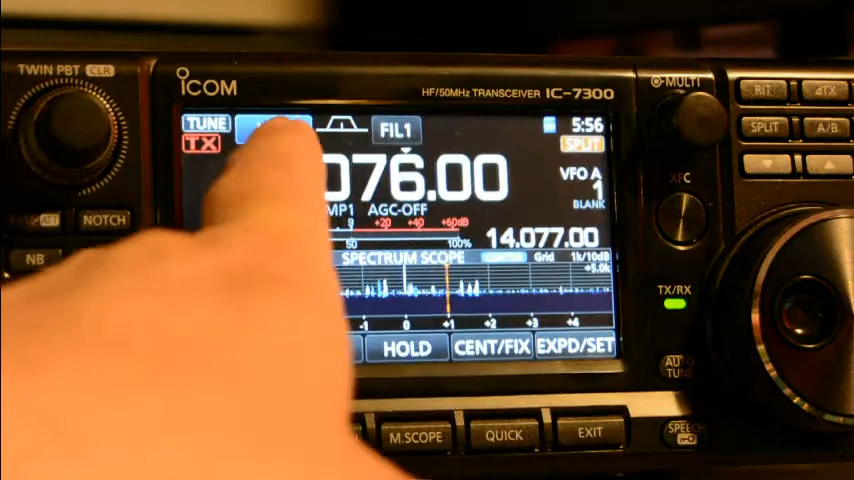 TWIN PBT CLR
ICOM
HF/50MHz TRANSCEIVER IC-7300
MULTI
RIT
ΔTX
TUNE
FIL1
5:56
TX
SPLIT
SPLIT
A/B
076.00
VFO A
1
BLANK
XFC
NOTCH
MP1 AGC-OFF
9 +20 +40 +60dB
50 100%
14.077.00
NB
SPECTRUM SCOPE CENTER Grid 1k/10dB
+5.0k
TX/RX
-1 0 +1 +2 +3 +4
HOLD
CENT/FIX
EXPD/SET
AUTO
TUNE
M.SCOPE
QUICK
EXIT
SPEECH